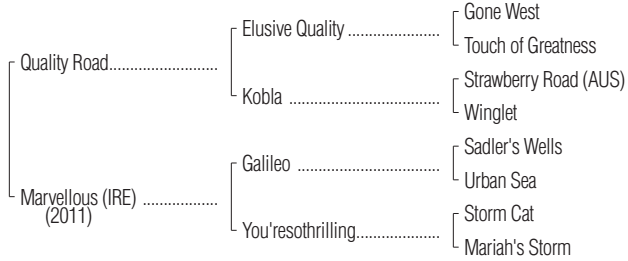 Gone West
Elusive Quality ....................
Touch of Greatness
Quality Road..........................
Strawberry Road (AUS)
Kobla ....................................
Winglet
Sadler's Wells
Galileo ..................................
Urban Sea
Marvellous (IRE) ..................
(2011)
Storm Cat
You'resothrilling....................
Mariah's Storm